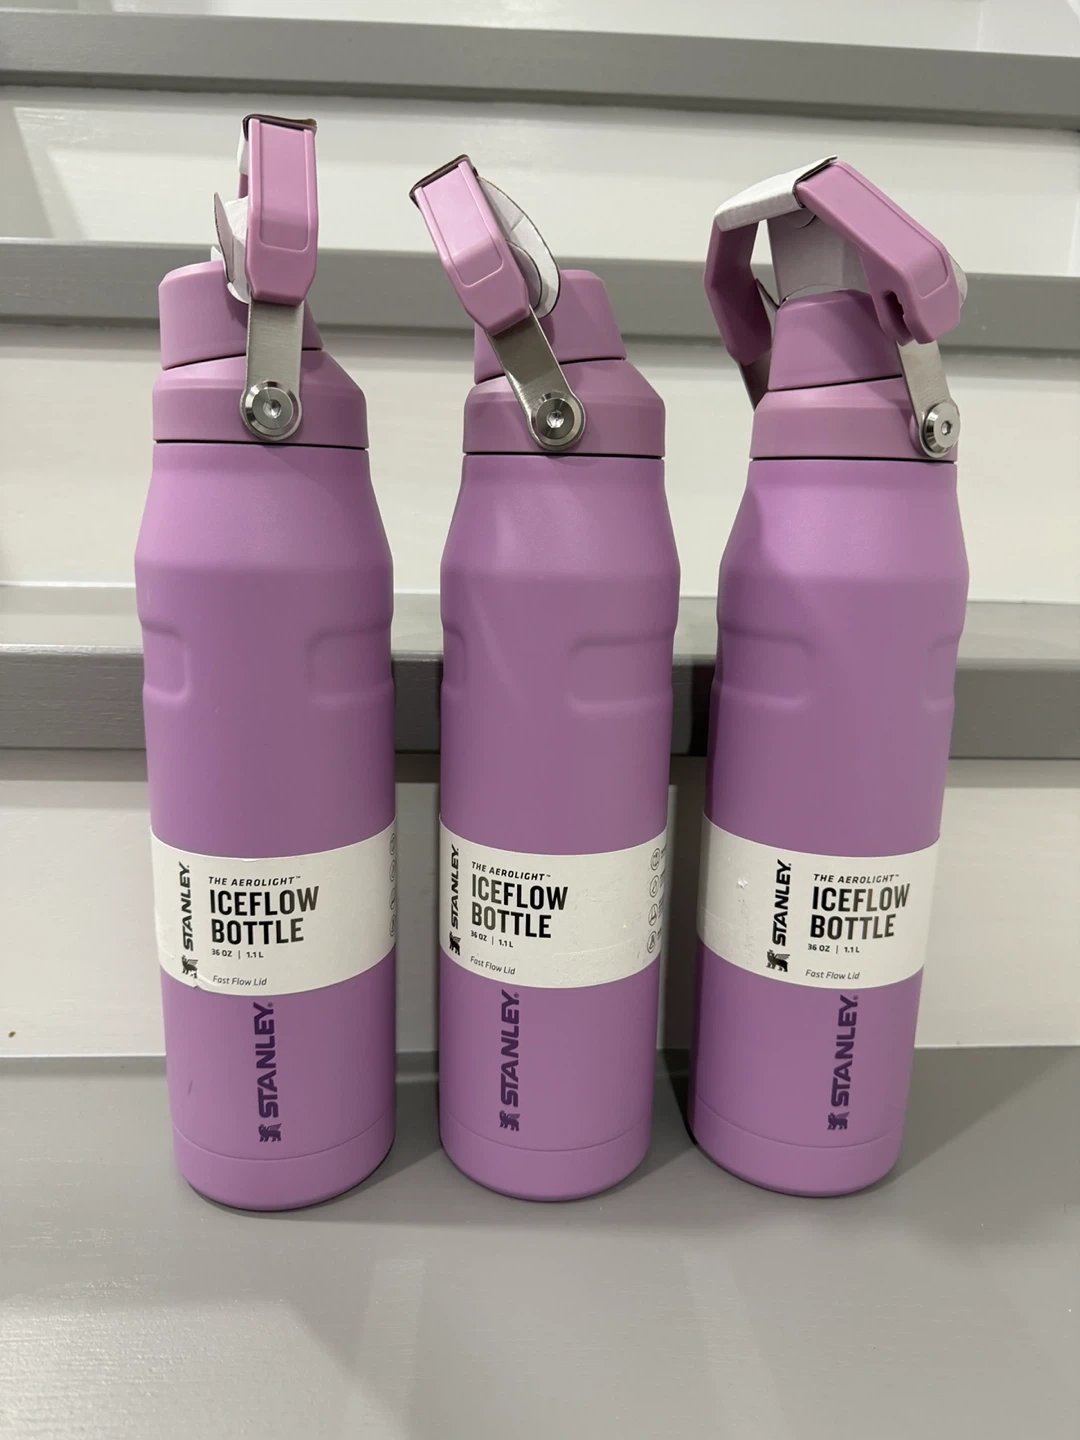 STANLEY.
THE AEROLIGHT™
ICEFLOW
BOTTLE
36 OZ | 1.1 L
Fast Flow Lid
STANLEY®
STANLEY.
THE AEROLIGHT™
ICEFLOW
BOTTLE
36 OZ | 1.1 L
Fast Flow Lid
STANLEY®
STANLEY.
THE AEROLIGHT™
ICEFLOW
BOTTLE
36 OZ | 1.1 L
Fast Flow Lid
STANLEY®